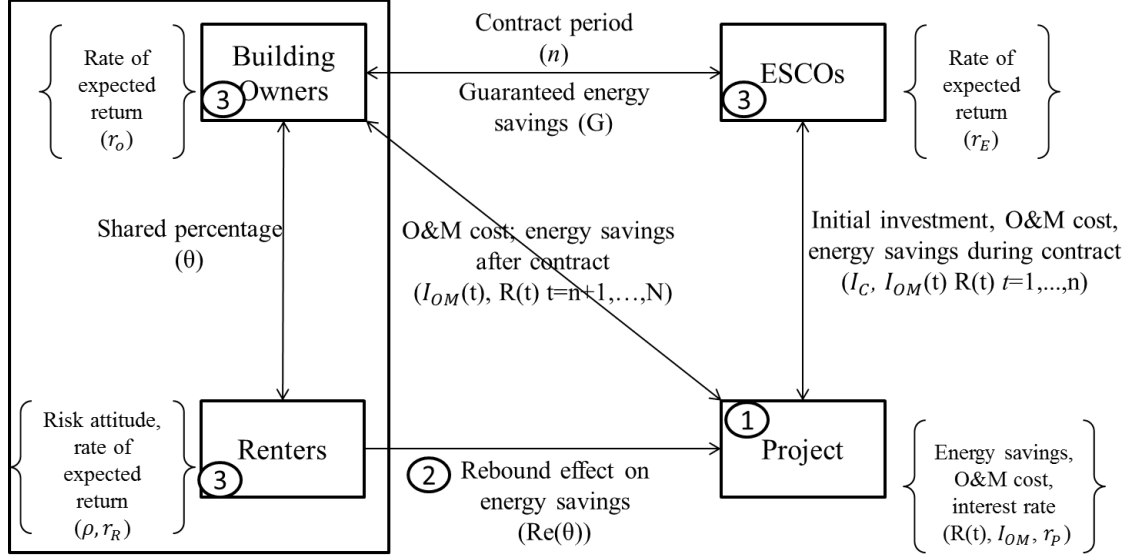 Rate of
expected
return
(r_o)
Building
Owners
3
Contract period
(n)
Guaranteed energy
savings (G)
ESCOs
3
Rate of
expected
return
(r_E)
Shared percentage
(θ)
O&M cost; energy savings
after contract
(I_OM(t), R(t) t=n+1,…,N)
Initial investment, O&M cost,
energy savings during contract
(I_C, I_OM(t) R(t) t=1,...,n)
Risk attitude,
rate of
expected
return
(ρ, r_R)
Renters
3
2
Rebound effect on
energy savings
(Re(θ))
1
Project
Energy savings,
O&M cost,
interest rate
(R(t), I_OM, r_P)